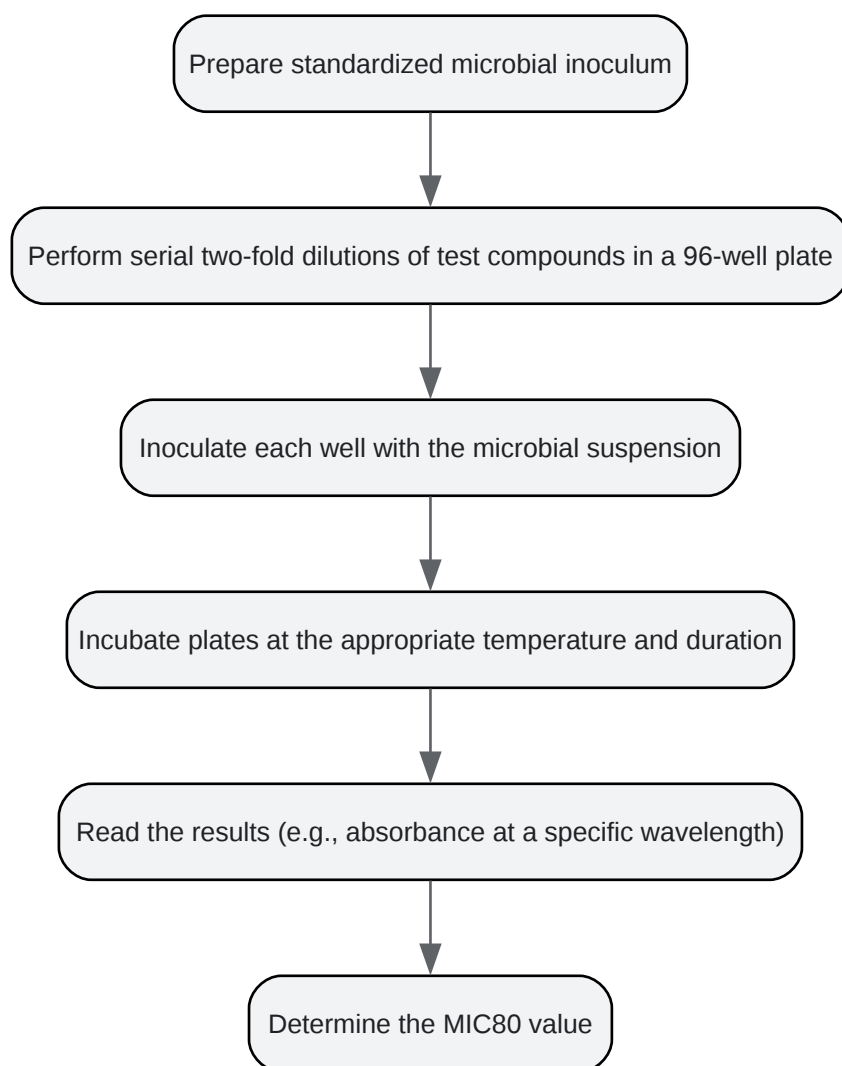 Prepare standardized microbial inoculum
Perform serial two-fold dilutions of test compounds in a 96-well plate
Inoculate each well with the microbial suspension
Incubate plates at the appropriate temperature and duration
Read the results (e.g., absorbance at a specific wavelength)
Determine the MIC80 value